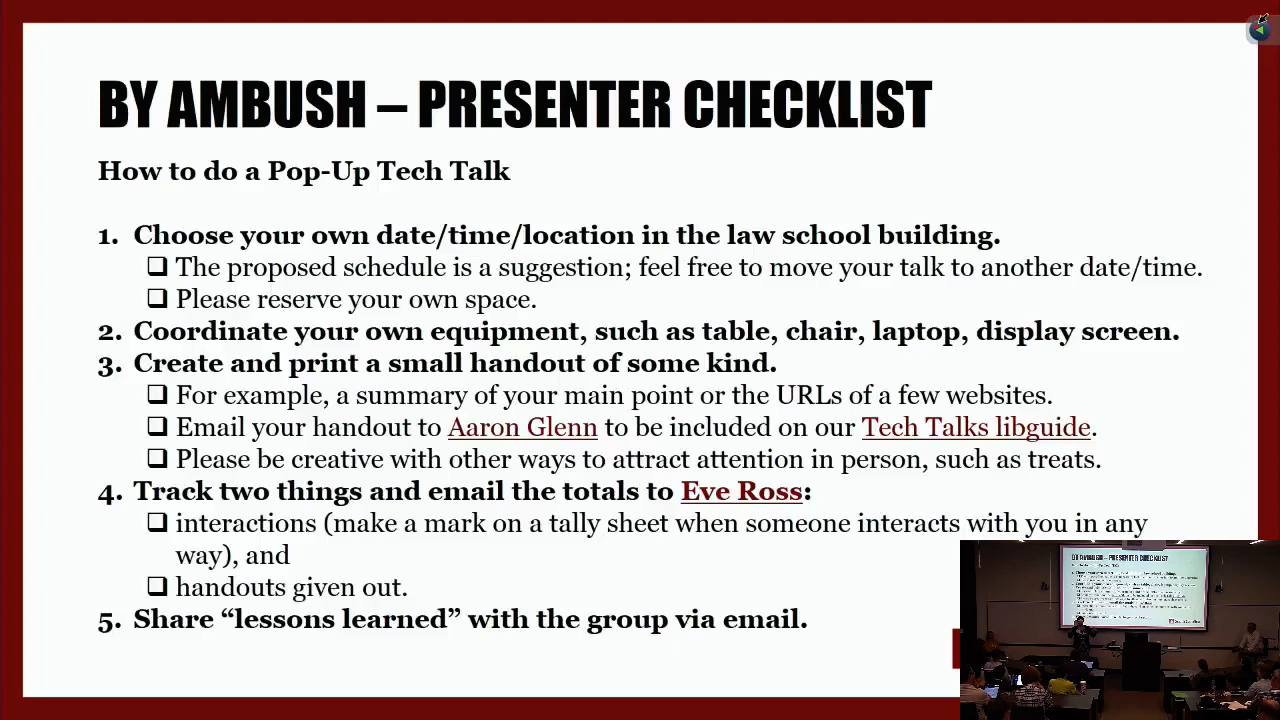 BY AMBUSH – PRESENTER CHECKLIST
How to do a Pop-Up Tech Talk
1. Choose your own date/time/location in the law school building.
❑ The proposed schedule is a suggestion; feel free to move your talk to another date/time.
❑ Please reserve your own space.
2. Coordinate your own equipment, such as table, chair, laptop, display screen.
3. Create and print a small handout of some kind.
❑ For example, a summary of your main point or the URLs of a few websites.
❑ Email your handout to Aaron Glenn to be included on our Tech Talks libguide.
❑ Please be creative with other ways to attract attention in person, such as treats.
4. Track two things and email the totals to Eve Ross:
❑ interactions (make a mark on a tally sheet when someone interacts with you in any
way), and
❑ handouts given out.
5. Share “lessons learned” with the group via email.
BY AMBUSH – PRESENTER CHECKLIST